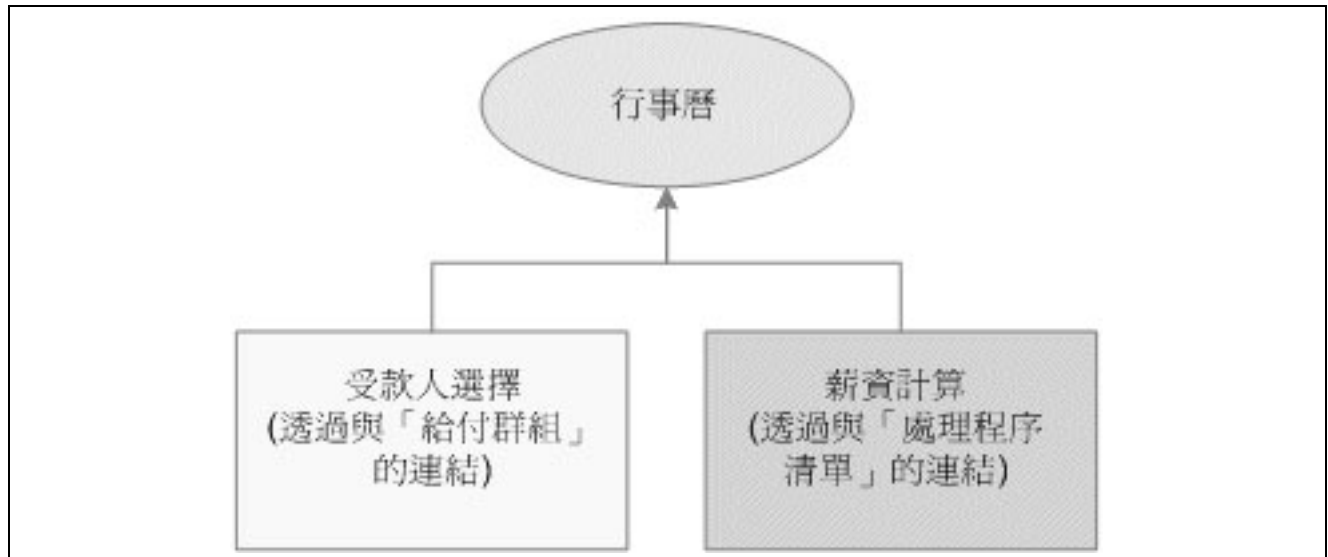 行事曆
受款人選擇
(透過與「給付群組」
的連結)
薪資計算
(透過與「處理程序
清單」的連結)